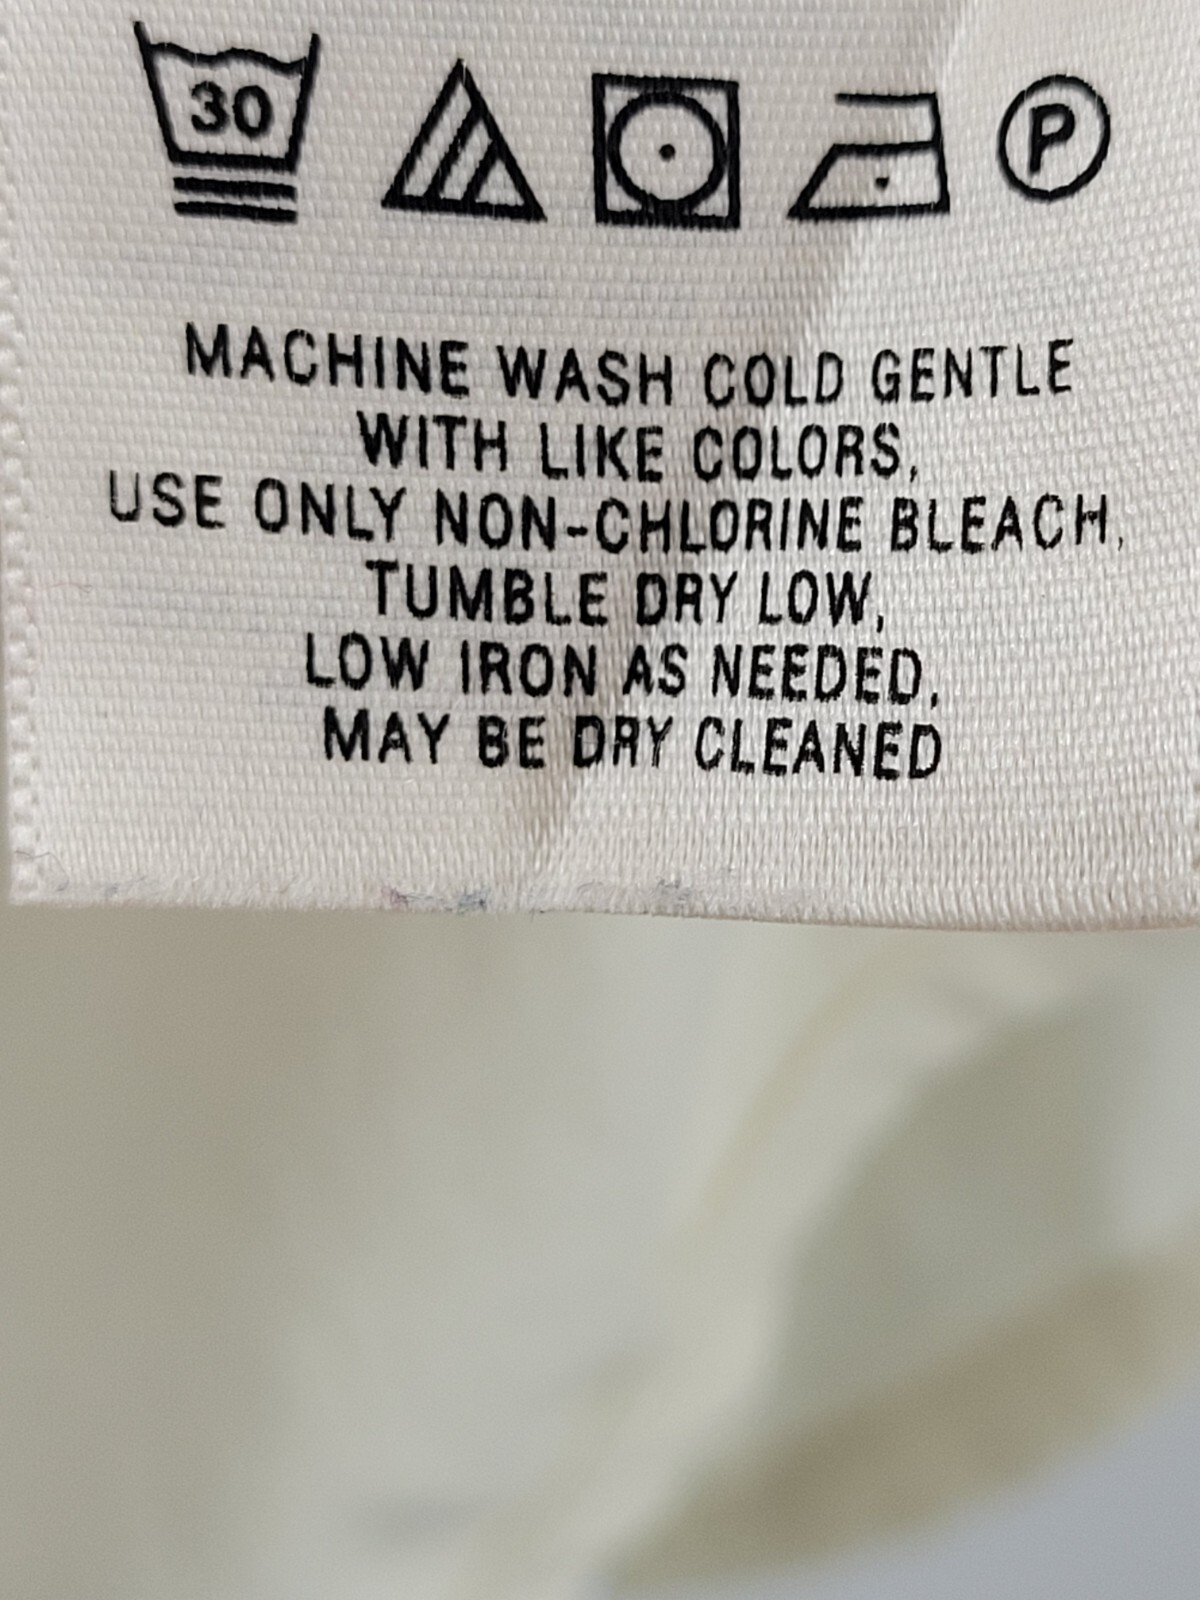 30 P
MACHINE WASH COLD GENTLE
WITH LIKE COLORS,
USE ONLY NON-CHLORINE BLEACH,
TUMBLE DRY LOW,
LOW IRON AS NEEDED,
MAY BE DRY CLEANED